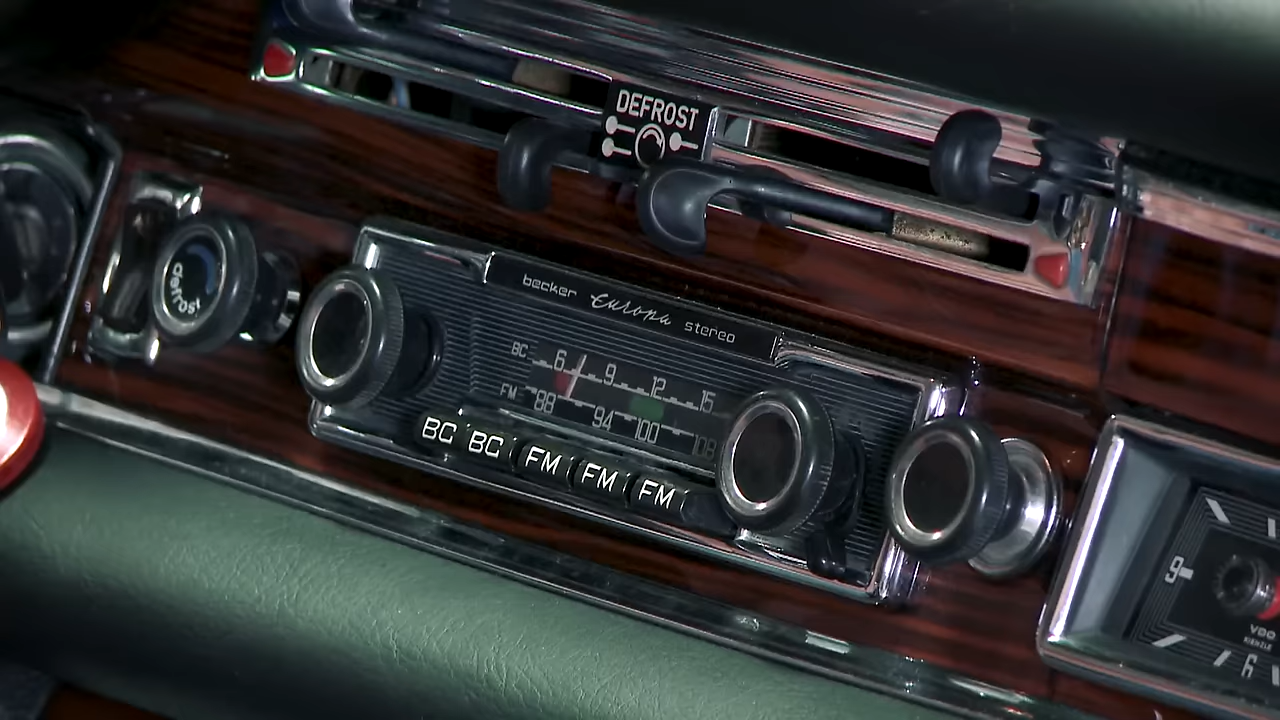 DEFROST
defrost
becker Europa stereo
BC 6 9 12 15
FM 88 94 100 108
BC BC FM FM FM
9
VDO
KIENZLE
6